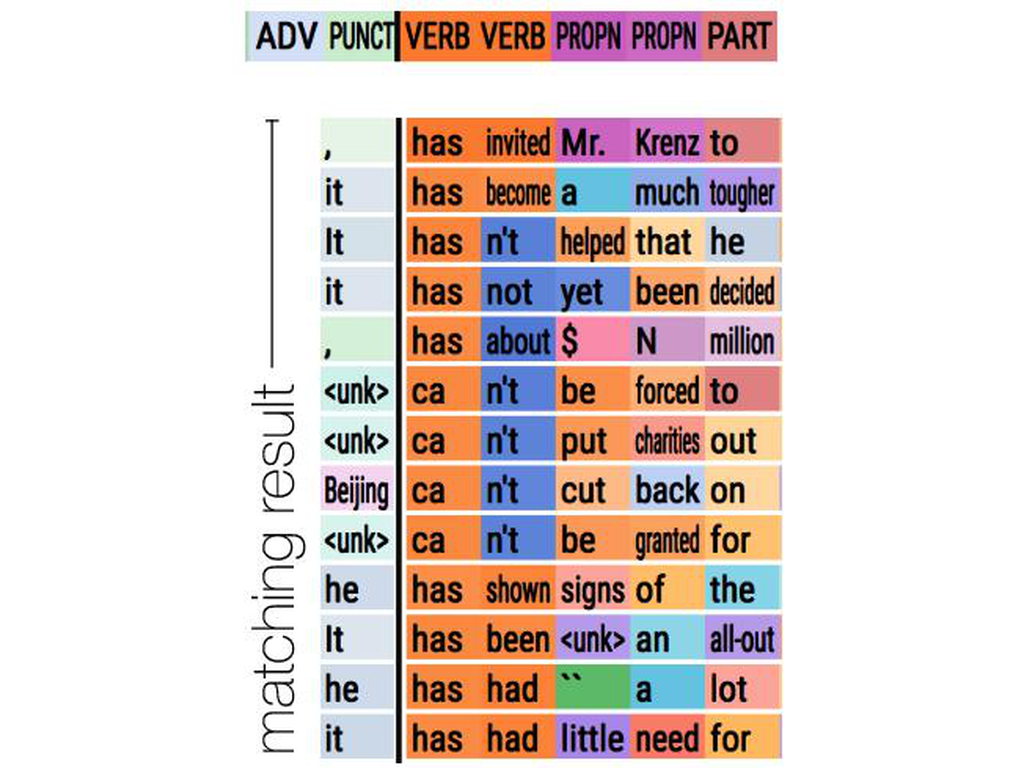 ADV PUNCT VERB VERB PROPN PROPN PART
, has invited Mr. Krenz to
it has become a much tougher
It has n't helped that he
it has not yet been decided
, has about $ N million
<unk> ca n't be forced to
<unk> ca n't put charities out
Beijing ca n't cut back on
<unk> ca n't be granted for
he has shown signs of the
It has been <unk> an all-out
he has had `` a lot
it has had little need for
matching result